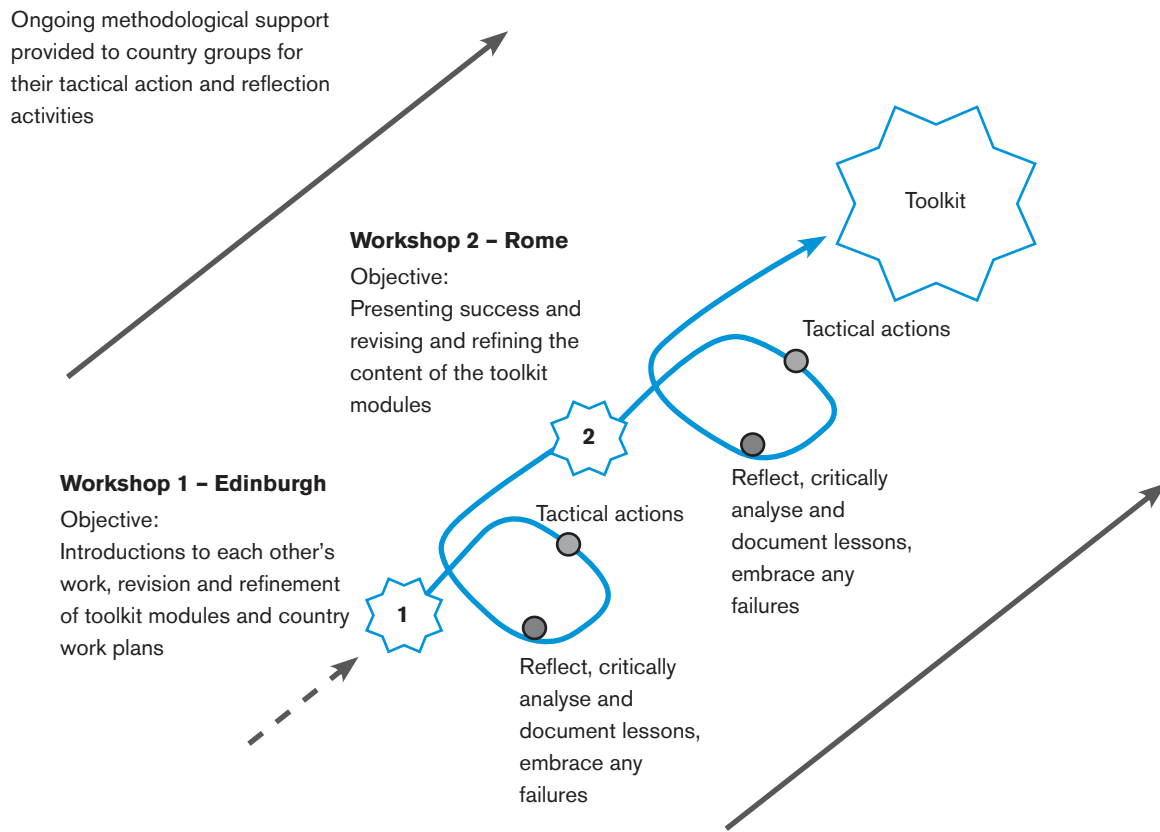 Ongoing methodological support
provided to country groups for
their tactical action and reflection
activities
Toolkit
Workshop 2 – Rome
Objective:
Presenting success and
revising and refining the
content of the toolkit
modules
Tactical actions
2
Reflect, critically
analyse and
document lessons,
embrace any
failures
Workshop 1 – Edinburgh
Objective:
Introductions to each other’s
work, revision and refinement
of toolkit modules and country
work plans
Tactical actions
1
Reflect, critically
analyse and
document lessons,
embrace any
failures